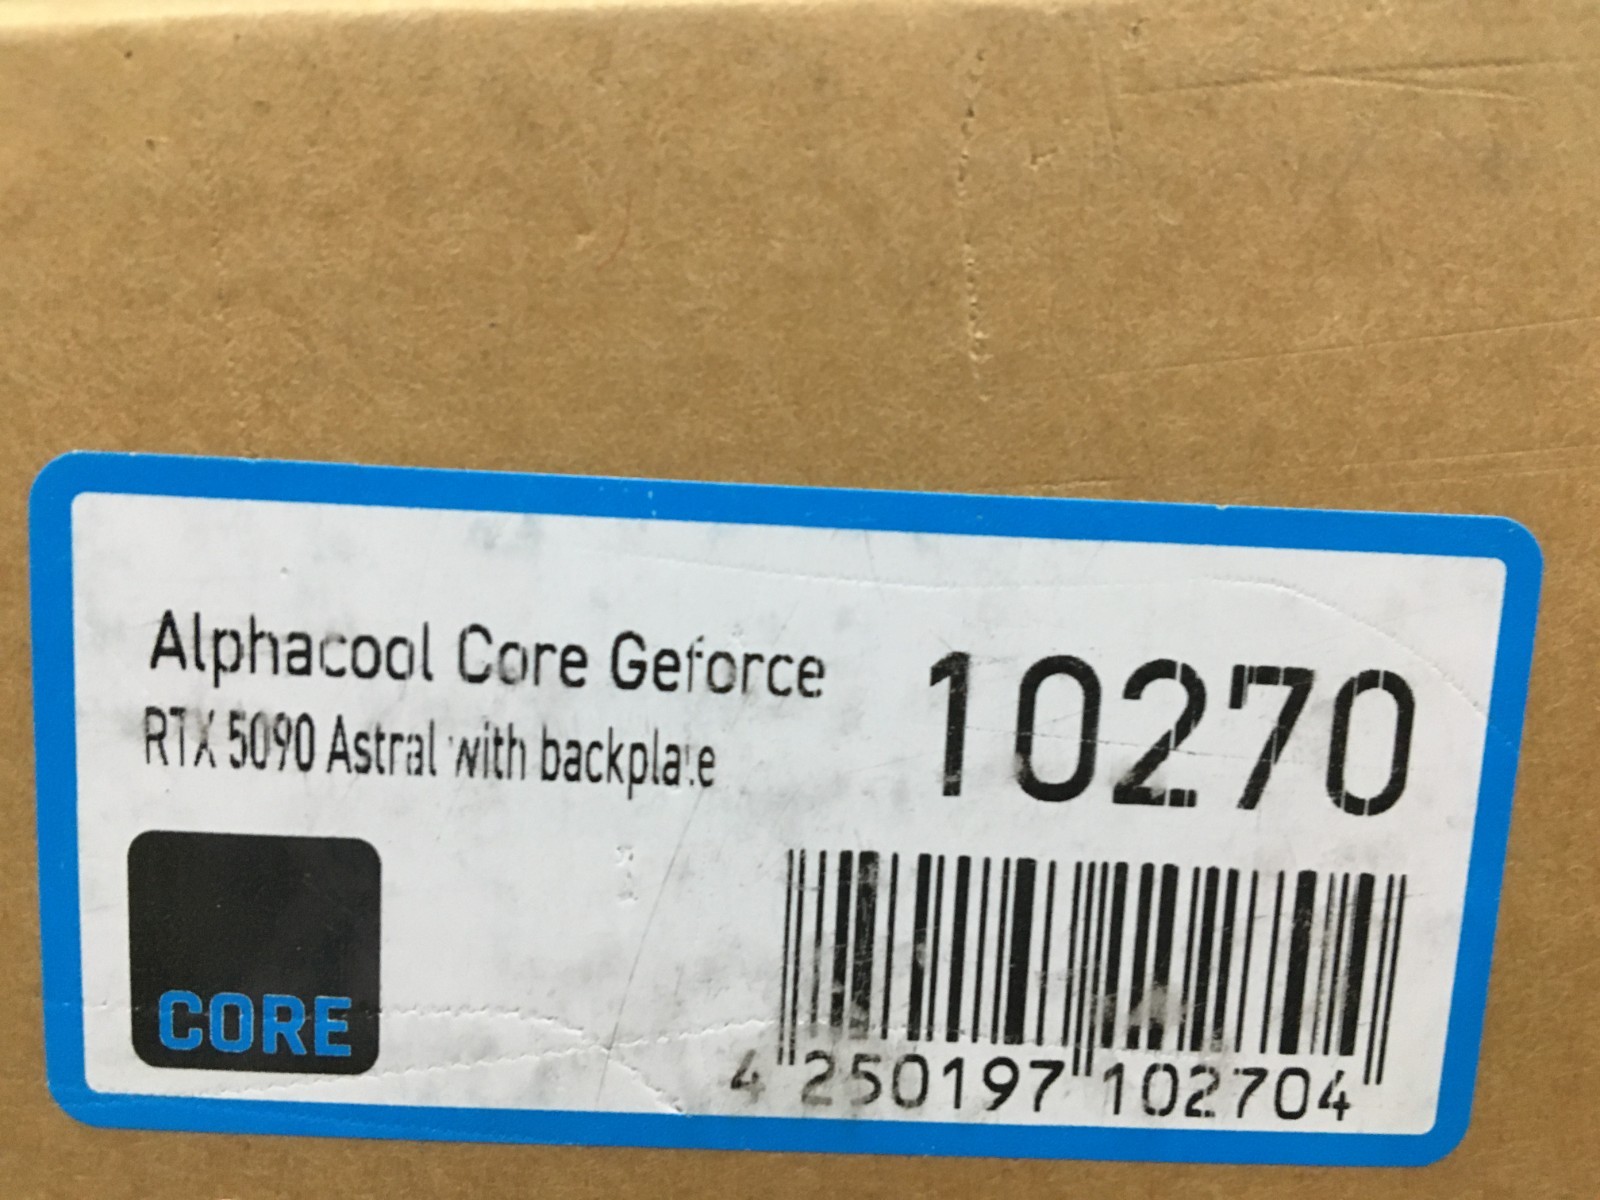 Alphacool Core Geforce
RTX 5090 Astral with backplate
10270
CORE
4 250197 102704